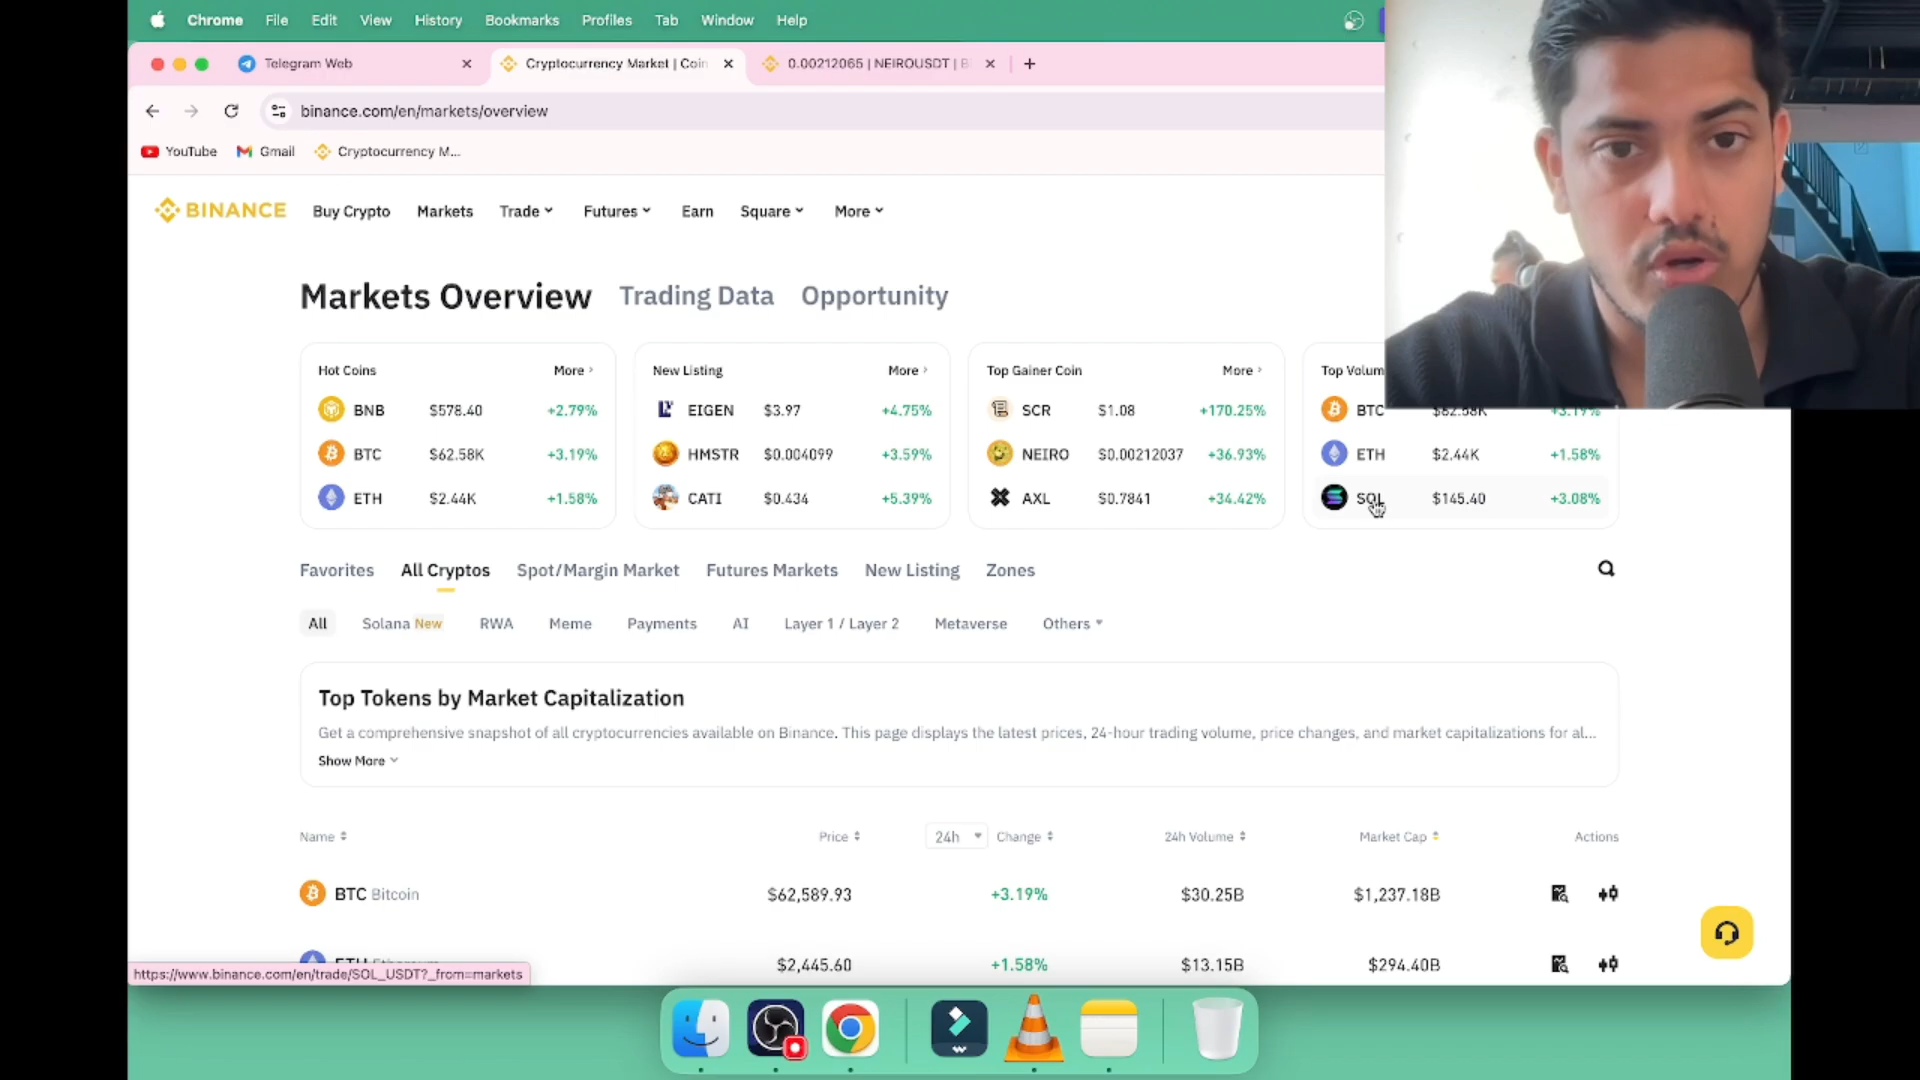 Chrome File Edit View History Bookmarks Profiles Tab Window Help
Telegram Web
Cryptocurrency Market | Coin
0.00212065 | NEIROUSDT | B
binance.com/en/markets/overview
YouTube Gmail Cryptocurrency M...
BINANCE Buy Crypto Markets Trade Futures Earn Square More
Markets Overview Trading Data Opportunity
Hot Coins More
BNB $578.40 +2.79%
BTC $62.58K +3.19%
ETH $2.44K +1.58%
New Listing More
EIGEN $3.97 +4.75%
HMSTR $0.004099 +3.59%
CATI $0.434 +5.39%
Top Gainer Coin More
SCR $1.08 +170.25%
NEIRO $0.00212037 +36.93%
AXL $0.7841 +34.42%
Top Volum
BTC $62.58K +3.19%
ETH $2.44K +1.58%
SOL $145.40 +3.08%
Favorites All Cryptos Spot/Margin Market Futures Markets New Listing Zones
All Solana New RWA Meme Payments AI Layer 1 / Layer 2 Metaverse Others
Top Tokens by Market Capitalization
Get a comprehensive snapshot of all cryptocurrencies available on Binance. This page displays the latest prices, 24-hour trading volume, price changes, and market capitalizations for al...
Show More
Name Price 24h Change 24h Volume Market Cap Actions
BTC Bitcoin $62,589.93 +3.19% $30.25B $1,237.18B
ETH Ethereum $2,445.60 +1.58% $13.15B $294.40B
https://www.binance.com/en/trade/SOL_USDT?_from=markets